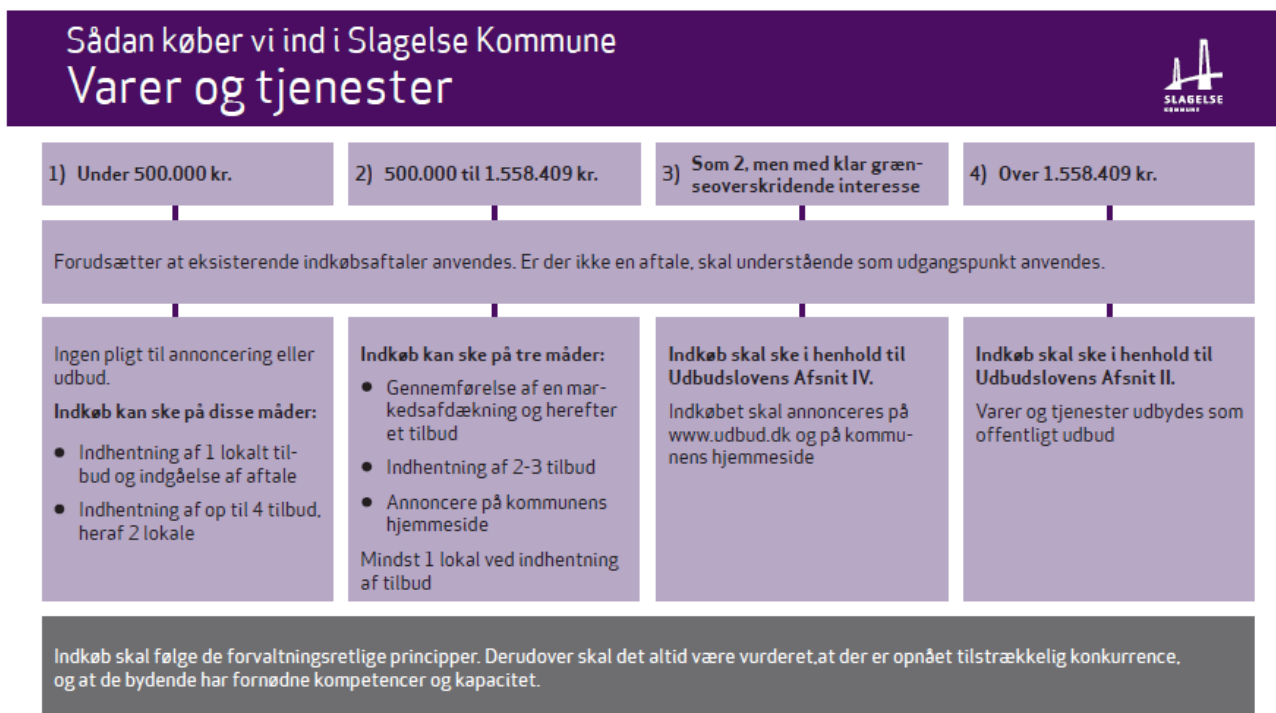 Sådan køber vi ind i Slagelse Kommune
Varer og tjenester
SLAGELSE
KOMMUNE
1) Under 500.000 kr.
2) 500.000 til 1.558.409 kr.
3) Som 2, men med klar græn-
seoverskridende interesse
4) Over 1.558.409 kr.
Forudsætter at eksisterende indkøbsaftaler anvendes. Er der ikke en aftale, skal understående som udgangspunkt anvendes.
Ingen pligt til annoncering eller
udbud.
Indkøb kan ske på disse måder:
• Indhentning af 1 lokalt til-
bud og indgåelse af aftale
• Indhentning af op til 4 tilbud,
heraf 2 lokale
Indkøb kan ske på tre måder:
• Gennemførelse af en mar-
kedsafdækning og herefter
et tilbud
• Indhentning af 2-3 tilbud
• Annoncere på kommunens
hjemmeside
Mindst 1 lokal ved indhentning
af tilbud
Indkøb skal ske i henhold til
Udbudslovens Afsnit IV.
Indkøbet skal annonceres på
www.udbud.dk og på kommu-
nens hjemmeside
Indkøb skal ske i henhold til
Udbudslovens Afsnit II.
Varer og tjenester udbydes som
offentligt udbud
Indkøb skal følge de forvaltningsretlige principper. Derudover skal det altid være vurderet,at der er opnået tilstrækkelig konkurrence,
og at de bydende har fornødne kompetencer og kapacitet.